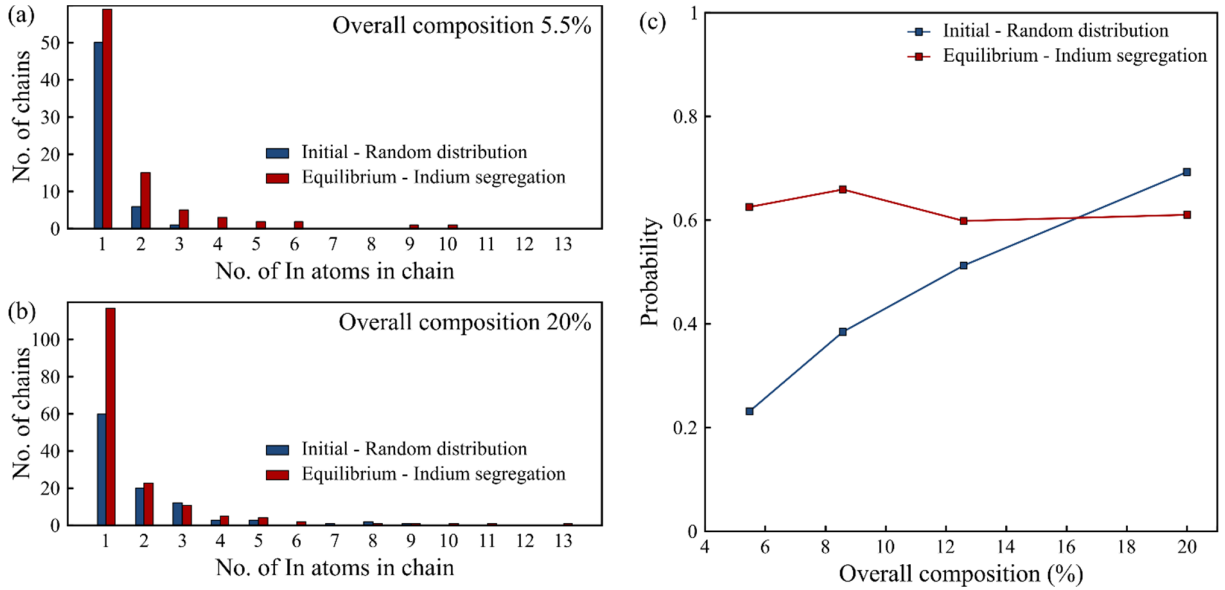 (a)
Overall composition 5.5%
No. of chains
50
40
30
20
10
0
Initial - Random distribution
Equilibrium - Indium segregation
1 2 3 4 5 6 7 8 9 10 11 12 13
No. of In atoms in chain
(b)
Overall composition 20%
No. of chains
100
80
60
40
20
0
Initial - Random distribution
Equilibrium - Indium segregation
1 2 3 4 5 6 7 8 9 10 11 12 13
No. of In atoms in chain
(c)
Initial - Random distribution
Equilibrium - Indium segregation
Probability
1
0.8
0.6
0.4
0.2
0
4 6 8 10 12 14 16 18 20
Overall composition (%)